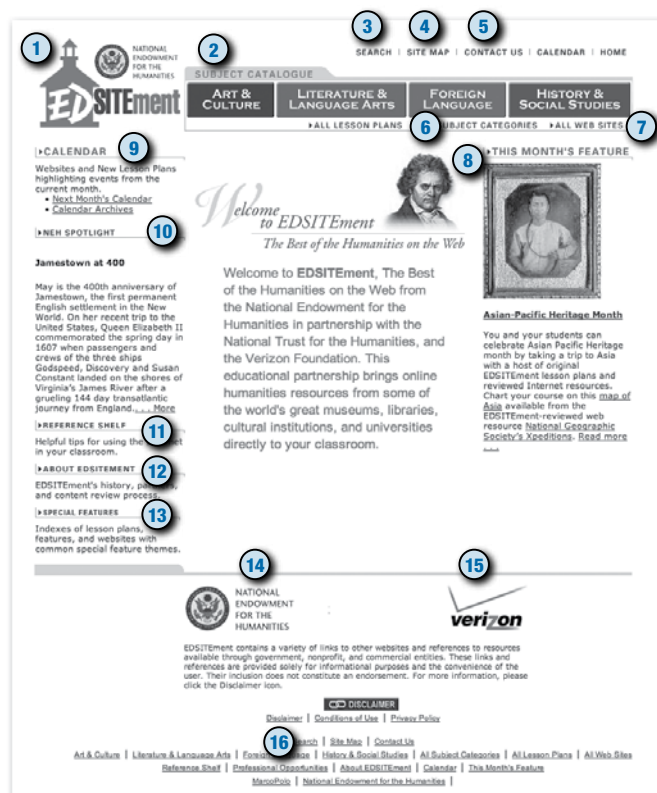 3 4 5
SEARCH | SITE MAP | CONTACT US | CALENDAR | HOME
1
NATIONAL
ENDOWMENT
FOR THE
HUMANITIES
EDSITEment
2
SUBJECT CATALOGUE
ART &
CULTURE
LITERATURE &
LANGUAGE ARTS
FOREIGN
LANGUAGE
HISTORY &
SOCIAL STUDIES
ALL LESSON PLANS 6 UBJECT CATEGORIES ALL WEB SITES 7
CALENDAR 9
Websites and New Lesson Plans
highlighting events from the
current month.
• Next Month's Calendar
• Calendar Archives
NEH SPOTLIGHT 10
Jamestown at 400
May is the 400th anniversary of
Jamestown, the first permanent
English settlement in the New
World. On her recent trip to the
United States, Queen Elizabeth II
commemorated the spring day in
1607 when passengers and
crews of the three ships
Godspeed, Discovery and Susan
Constant landed on the shores of
Virginia's James River after a
grueling 144 day transatlantic
journey from England. . . . More
REFERENCE SHELF 11
Helpful tips for using the et
in your classroom.
ABOUT EDSITEMENT 12
EDSITEment's history, pa s,
and content review process.
SPECIAL FEATURES 13
Indexes of lesson plans,
features, and websites with
common special feature themes.
Welcome
to EDSITEment
The Best of the Humanities on the Web
Welcome to EDSITEment, The Best
of the Humanities on the Web from
the National Endowment for the
Humanities in partnership with the
National Trust for the Humanities, and
the Verizon Foundation. This
educational partnership brings online
humanities resources from some of
the world's great museums, libraries,
cultural institutions, and universities
directly to your classroom.
8 THIS MONTH'S FEATURE
Asian-Pacific Heritage Month
You and your students can
celebrate Asian Pacific Heritage
month by taking a trip to Asia
with a host of original
EDSITEment lesson plans and
reviewed Internet resources.
Chart your course on this map of
Asia available from the
EDSITEment-reviewed web
resource National Geographic
Society's Xpeditions. Read more
14
NATIONAL
ENDOWMENT
FOR THE
HUMANITIES
15
verizon
EDSITEment contains a variety of links to other websites and references to resources
available through government, nonprofit, and commercial entities. These links and
references are provided solely for informational purposes and the convenience of the
user. Their inclusion does not constitute an endorsement. For more information, please
click the Disclaimer icon.
DISCLAIMER
Disclaimer | Conditions of Use | Privacy Policy
16
earch | Site Map | Contact Us
Art & Culture | Literature & Language Arts | Foreig age | History & Social Studies | All Subject Categories | All Lesson Plans | All Web Sites
Reference Shelf | Professional Opportunities | About EDSITEment | Calendar | This Month's Feature
MarcoPolo | National Endowment for the Humanities |